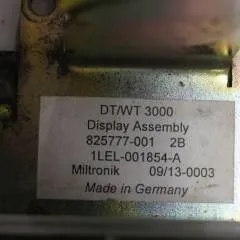 DT/WT 3000
Display Assembly
825777-001 2B
1LEL-001854-A
Miltronik 09/13-0003
Made in Germany